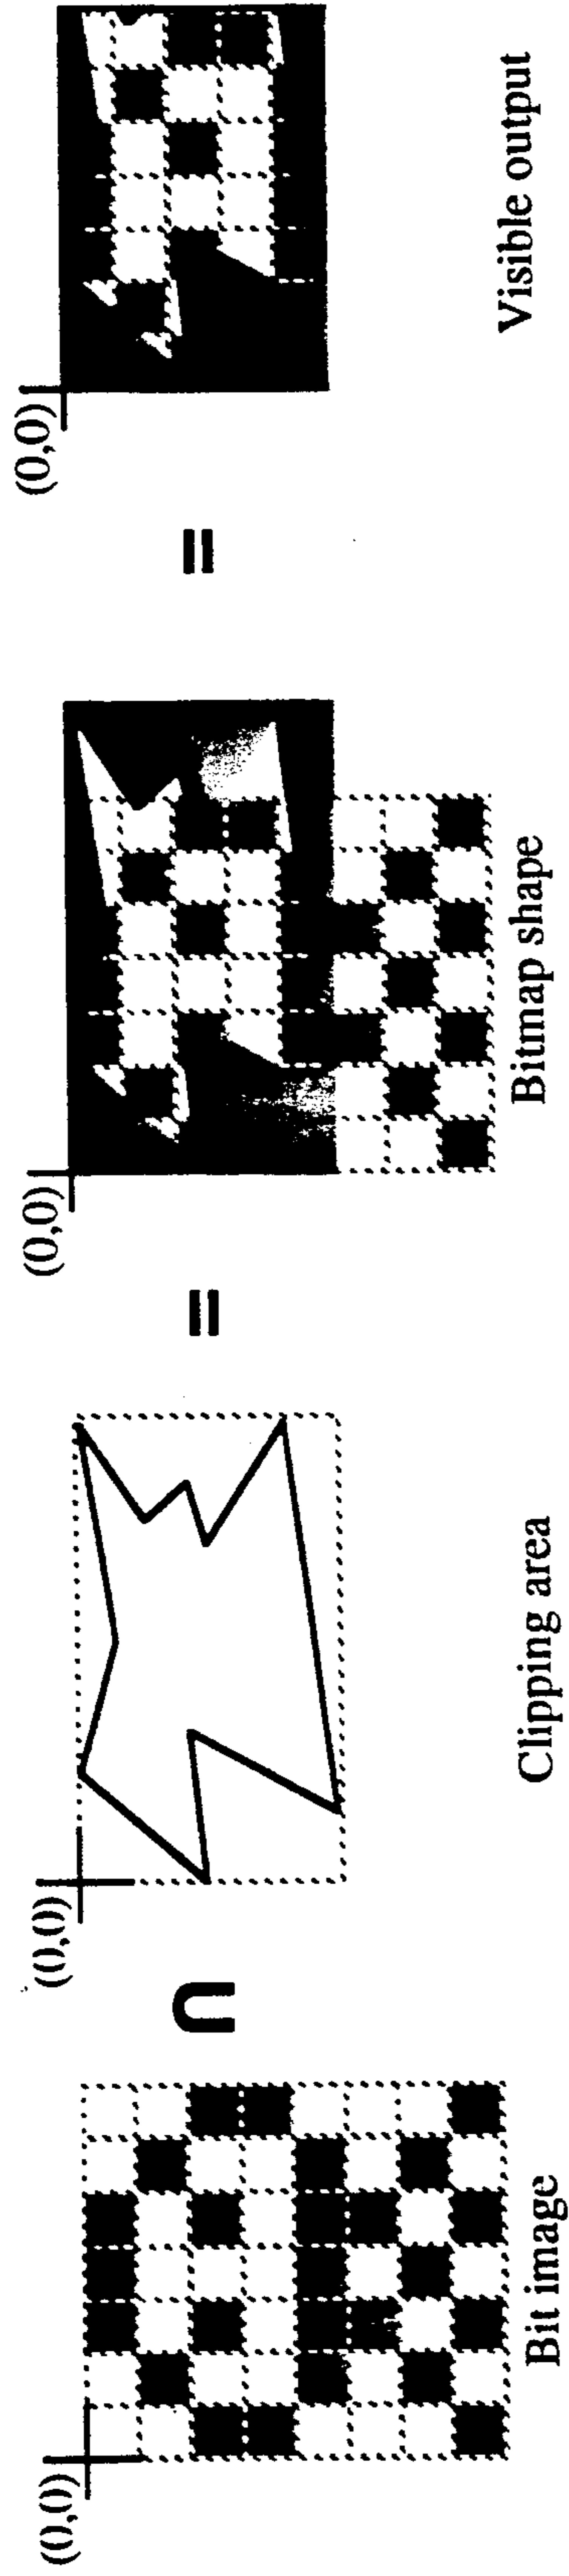 (0,0)
Bit image
∪
(0,0)
Clipping area
=
(0,0)
Bitmap shape
=
(0,0)
Visible output